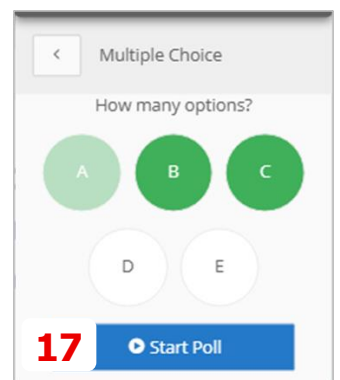 < Multiple Choice
How many options?
A B C
D E
17 Start Poll